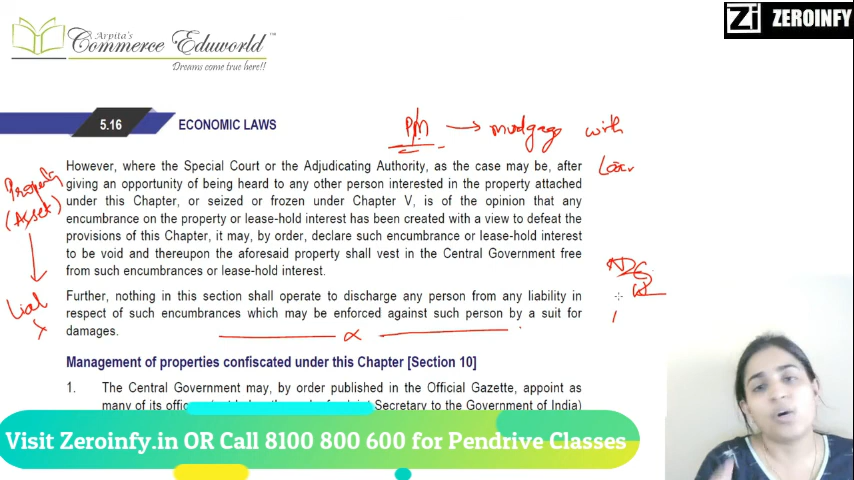 Arpita's
Commerce Eduworld™
Dreams come true here!!
Zi ZEROINFY
5.16 ECONOMIC LAWS
PM → mortgage with
Loan
However, where the Special Court or the Adjudicating Authority, as the case may be, after
giving an opportunity of being heard to any other person interested in the property attached
under this Chapter, or seized or frozen under Chapter V, is of the opinion that any
encumbrance on the property or lease-hold interest has been created with a view to defeat the
provisions of this Chapter, it may, by order, declare such encumbrance or lease-hold interest
to be void and thereupon the aforesaid property shall vest in the Central Government free
from such encumbrances or lease-hold interest.
Property
(Asset)
Further, nothing in this section shall operate to discharge any person from any liability in
respect of such encumbrances which may be enforced against such person by a suit for
damages.
Management of properties confiscated under this Chapter [Section 10]
1. The Central Government may, by order published in the Official Gazette, appoint as
many of its offic Secretary to the Government of India)
Visit Zeroinfy.in OR Call 8100 800 600 for Pendrive Classes